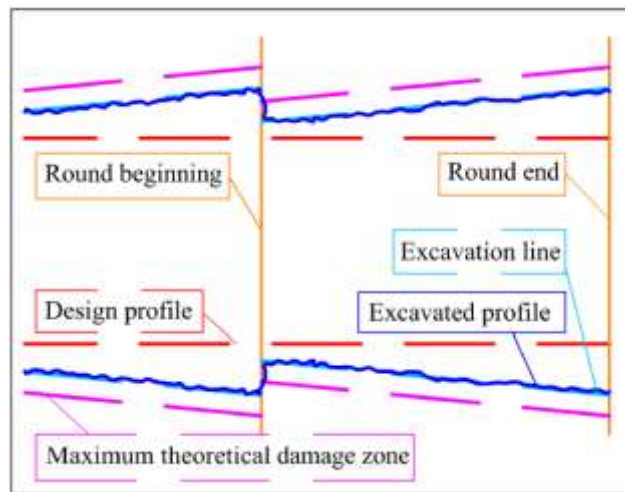 Round beginning
Round end
Excavation line
Design profile
Excavated profile
Maximum theoretical damage zone